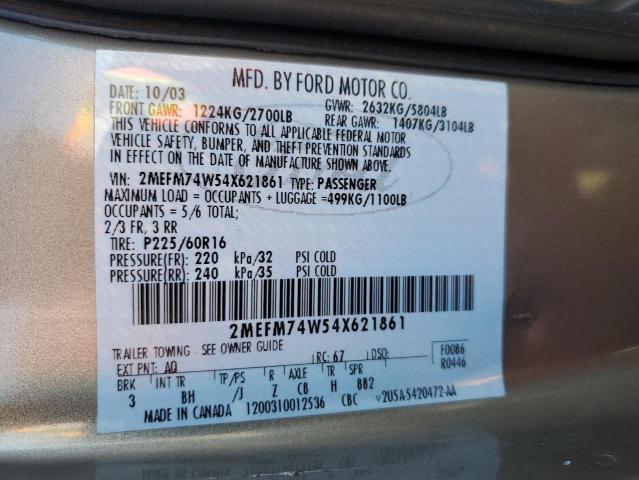 MFD. BY FORD MOTOR CO.
DATE: 10/03 GVWR: 2632KG/5804LB
FRONT GAWR: 1224KG/2700LB REAR GAWR: 1407KG/3104LB
THIS VEHICLE CONFORMS TO ALL APPLICABLE FEDERAL MOTOR
VEHICLE SAFETY, BUMPER, AND THEFT PREVENTION STANDARDS
IN EFFECT ON THE DATE OF MANUFACTURE SHOWN ABOVE.
VIN: 2MEFM74W54X621861 TYPE: PASSENGER
MAXIMUM LOAD = OCCUPANTS + LUGGAGE =499KG/1100LB
OCCUPANTS = 5/6 TOTAL:
2/3 FR, 3 RR
TIRE: P225/60R16
PRESSURE(FR) 220 kPa/32 PSI COLD
PRESSURE(RR) 240 kPa/35 PSI COLD
2MEFM74W54X621861
TRAILER TOWING - SEE OWNER GUIDE
EXT PNT: AQ RC: 67 DSO: F0086
R0446
BRK INT TR TP/PS R AXLE TR SPR
3 BH /J Z CB H BB2
MADE IN CANADA 1200310012536 CBC V2U5A-5420472-AA